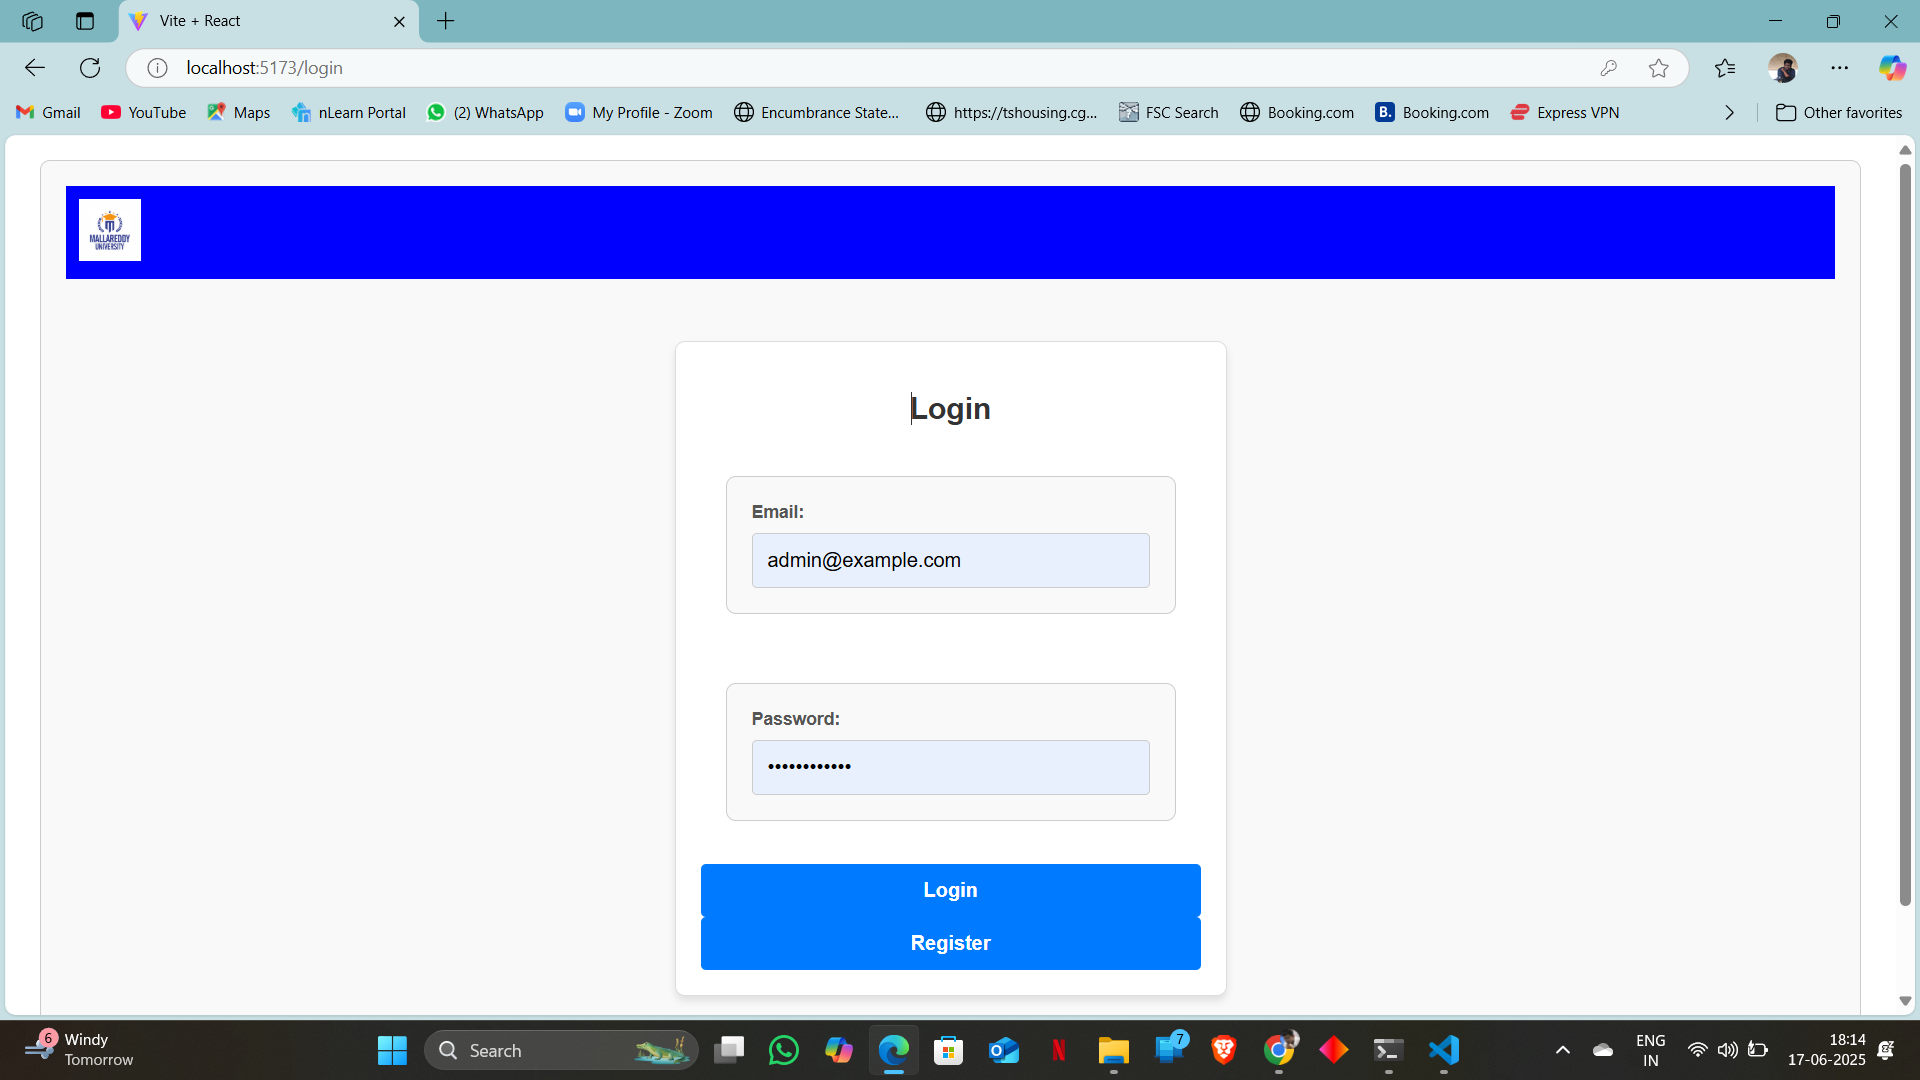 Vite + React
localhost:5173/login
Gmail YouTube Maps nLearn Portal (2) WhatsApp My Profile - Zoom Encumbrance State... https://tshousing.cg... FSC Search Booking.com B. Booking.com Express VPN Other favorites
MALLAREDDY
UNIVERSITY
Login
Email:
admin@example.com
Password:
••••••••••••
Login
Register
6 Windy
Tomorrow
Search
7
ENG
IN
18:14
17-06-2025